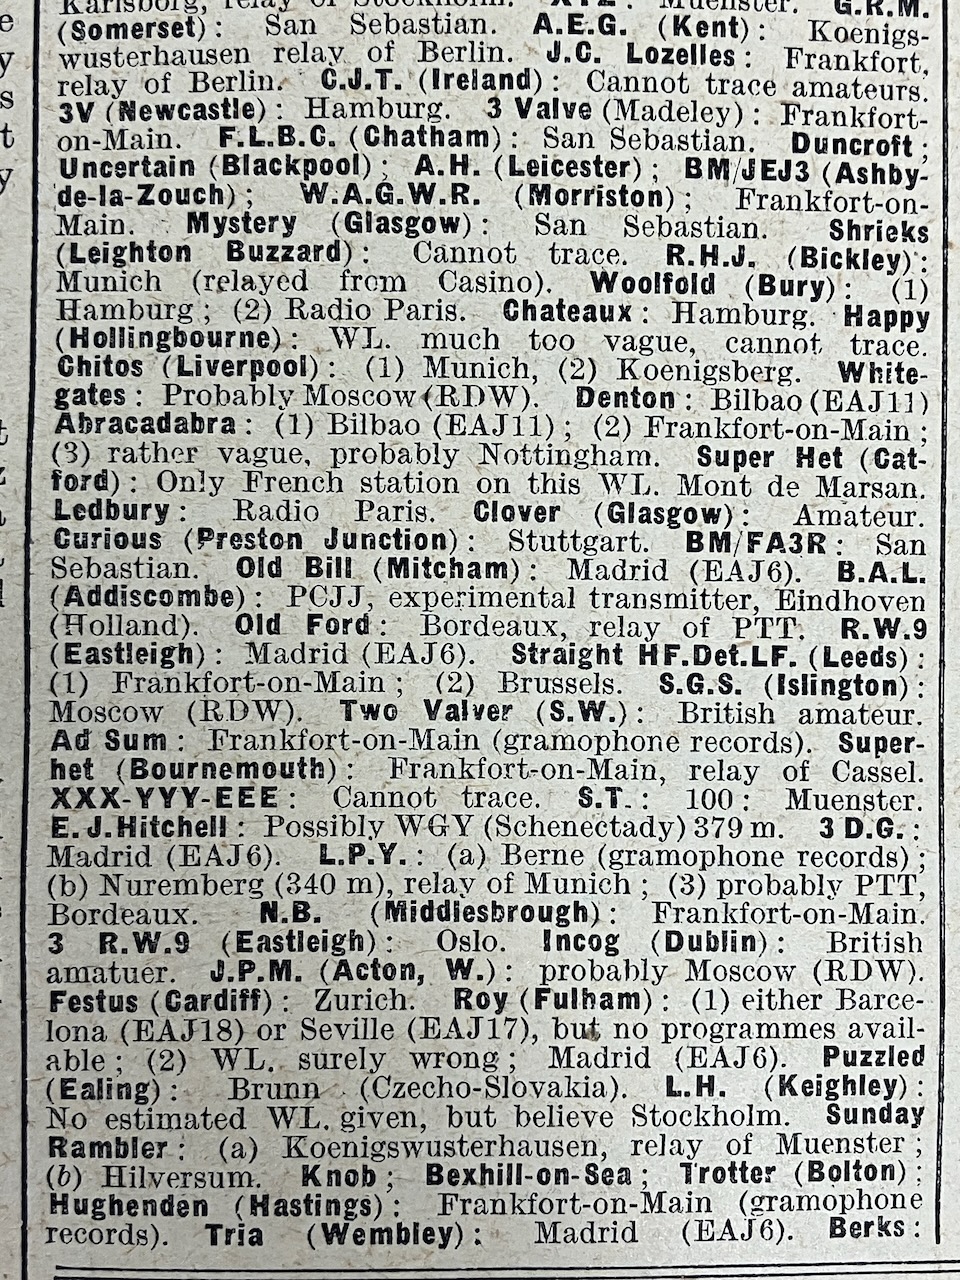 Karlsborg, relay of Stockholm. XYZ: Muenster. G.R.M.
(Somerset): San Sebastian. A.E.G. (Kent): Koenigs-
wusterhausen relay of Berlin. J.C. Lozelles: Frankfort,
relay of Berlin. C.J.T. (Ireland): Cannot trace amateurs.
3V (Newcastle): Hamburg. 3 Valve (Madeley): Frankfort-
on-Main. F.L.B.C. (Chatham): San Sebastian. Duncroft;
Uncertain (Blackpool); A.H. (Leicester); BM/JEJ3 (Ashby-
de-la-Zouch); W.A.G.W.R. (Morriston); Frankfort-on-
Main. Mystery (Glasgow): San Sebastian. Shrieks
(Leighton Buzzard): Cannot trace. R.H.J. (Bickley):
Munich (relayed from Casino). Woolfold (Bury): (1)
Hamburg; (2) Radio Paris. Chateaux: Hamburg. Happy
(Hollingbourne): WL. much too vague, cannot trace.
Chitos (Liverpool): (1) Munich, (2) Koenigsberg. White-
gates: Probably Moscow (RDW). Denton: Bilbao (EAJ11)
Abracadabra: (1) Bilbao (EAJ11); (2) Frankfort-on-Main;
(3) rather vague, probably Nottingham. Super Het (Cat-
ford): Only French station on this WL. Mont de Marsan.
Ledbury: Radio Paris. Clover (Glasgow): Amateur.
Curious (Preston Junction): Stuttgart. BM/FA3R: San
Sebastian. Old Bill (Mitcham): Madrid (EAJ6). B.A.L.
(Addiscombe): PCJJ, experimental transmitter, Eindhoven
(Holland). Old Ford: Bordeaux, relay of PTT. R.W.9
(Eastleigh): Madrid (EAJ6). Straight HF.Det.LF. (Leeds):
(1) Frankfort-on-Main; (2) Brussels. S.G.S. (Islington):
Moscow (RDW). Two Valver (S.W.): British amateur.
Ad Sum: Frankfort-on-Main (gramophone records). Super-
het (Bournemouth): Frankfort-on-Main, relay of Cassel.
XXX-YYY-EEE: Cannot trace. S.T.: 100: Muenster.
E.J.Hitchell: Possibly WGY (Schenectady) 379 m. 3 D.G.:
Madrid (EAJ6). L.P.Y.: (a) Berne (gramophone records);
(b) Nuremberg (340 m), relay of Munich; (3) probably PTT,
Bordeaux. N.B. (Middlesbrough): Frankfort-on-Main.
3 R.W.9 (Eastleigh): Oslo. Incog (Dublin): British
amatuer. J.P.M. (Acton, W.): probably Moscow (RDW).
Festus (Cardiff): Zurich. Roy (Fulham): (1) either Barce-
lona (EAJ18) or Seville (EAJ17), but no programmes avail-
able; (2) WL. surely wrong; Madrid (EAJ6). Puzzled
(Ealing): Brunn (Czecho-Slovakia). L.H. (Keighley):
No estimated WL. given, but believe Stockholm. Sunday
Rambler: (a) Koenigswusterhausen, relay of Muenster;
(b) Hilversum. Knob; Bexhill-on-Sea; Trotter (Bolton);
Hughenden (Hastings): Frankfort-on-Main (gramophone
records). Tria (Wembley): Madrid (EAJ6). Berks: